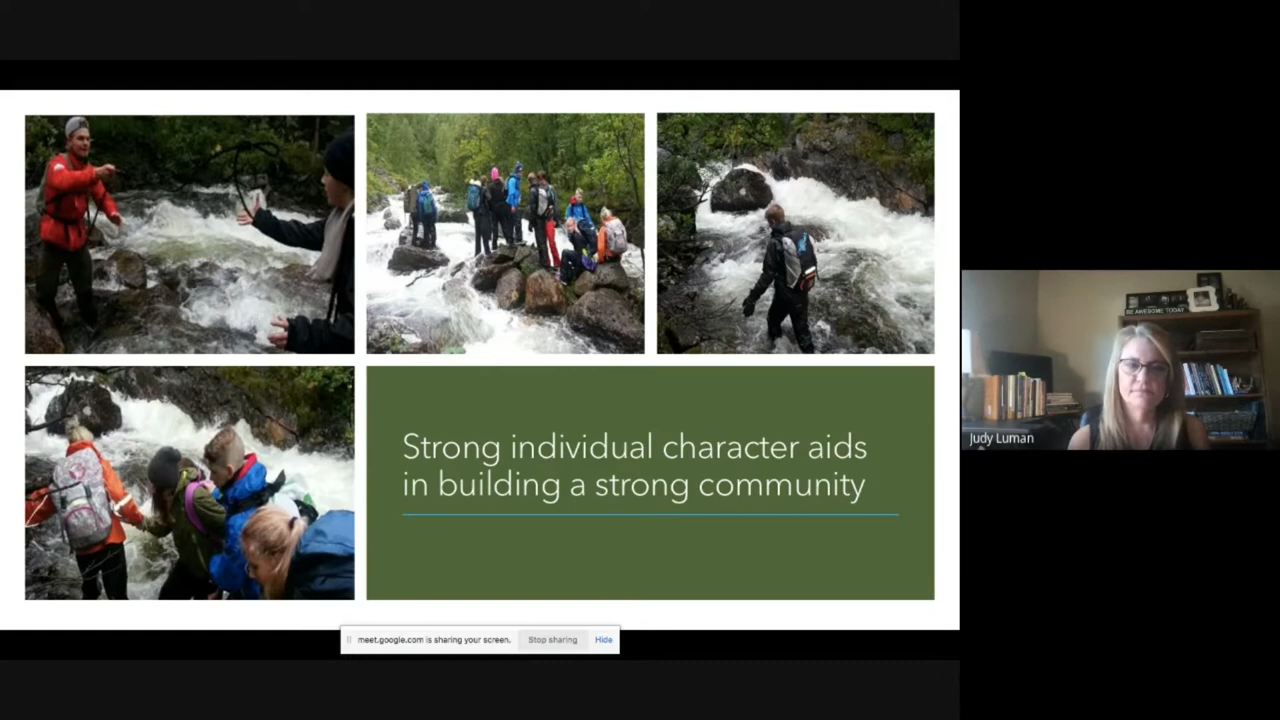 BE AWESOME TODAY
Judy Luman
Strong individual character aids
in building a strong community
meet.google.com is sharing your screen. Stop sharing Hide